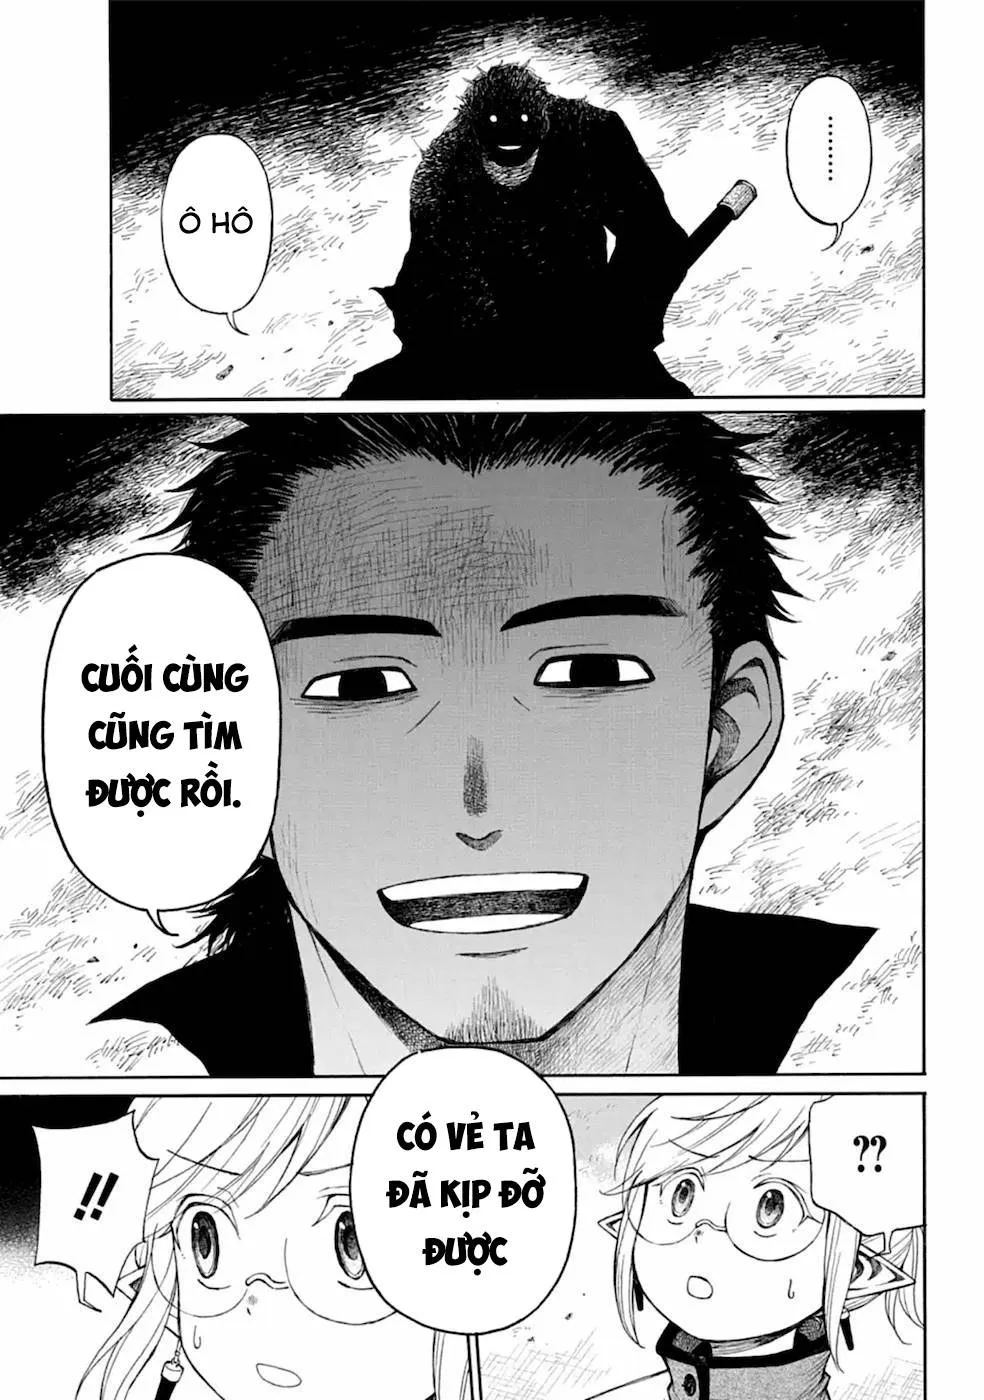 .........
Ô HÔ
CUỐI CÙNG
CŨNG TÌM
ĐƯỢC RỒI.
??
CÓ VẺ TA
ĐÃ KỊP ĐỠ
ĐƯỢC
!!